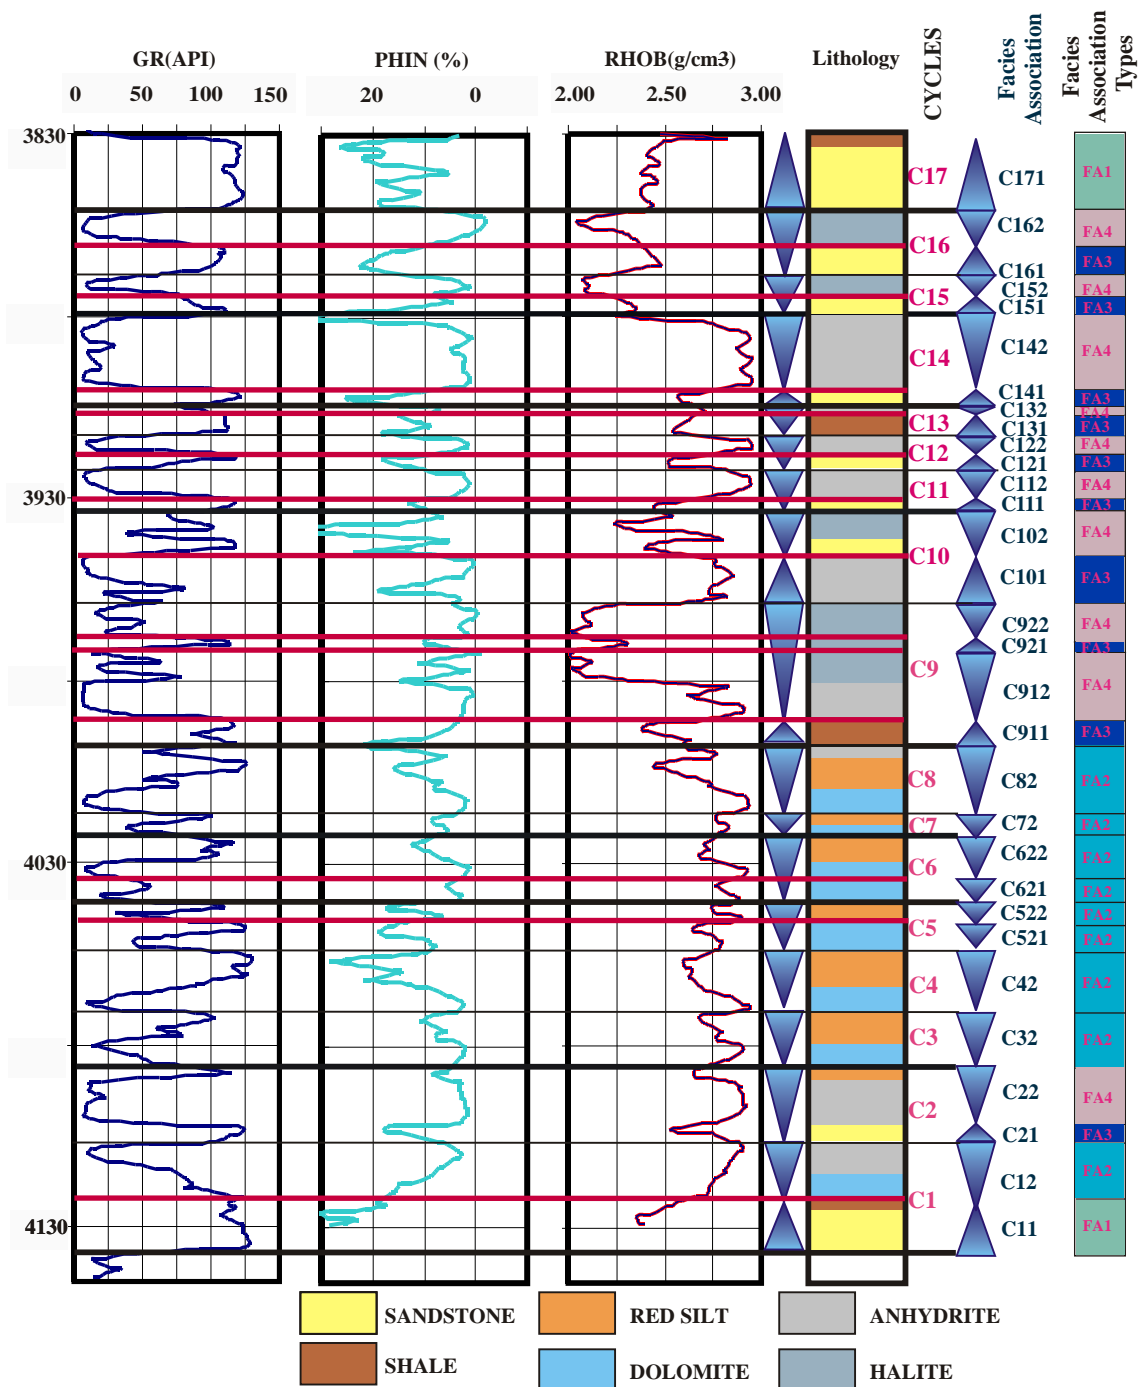 GR(API) PHIN (%) RHOB(g/cm3) Lithology CYCLES Facies Association Facies Association Types
0 50 100 150 20 0 2.00 2.50 3.00
3830
C17 C171 FA1
C162 FA4
C16
C161 FA3
C152 FA4
C15
C151 FA3
C142 FA4
C14
C141 FA3
C132 FA4
C13 C131 FA3
C122 FA4
C12
C121 FA3
C112 FA4
C11
3930
C111 FA3
C102 FA4
C10
C101 FA3
C922 FA4
C921 FA3
C9
C912 FA4
C911 FA3
C8 C82 FA2
C7 C72 FA2
C622 FA2
4030
C6
C621 FA2
C522 FA2
C5
C521 FA2
C4 C42 FA2
C3 C32 FA2
C22 FA4
C2
C21 FA3
C12 FA2
C1
4130
C11 FA1
SANDSTONE RED SILT ANHYDRITE
SHALE DOLOMITE HALITE